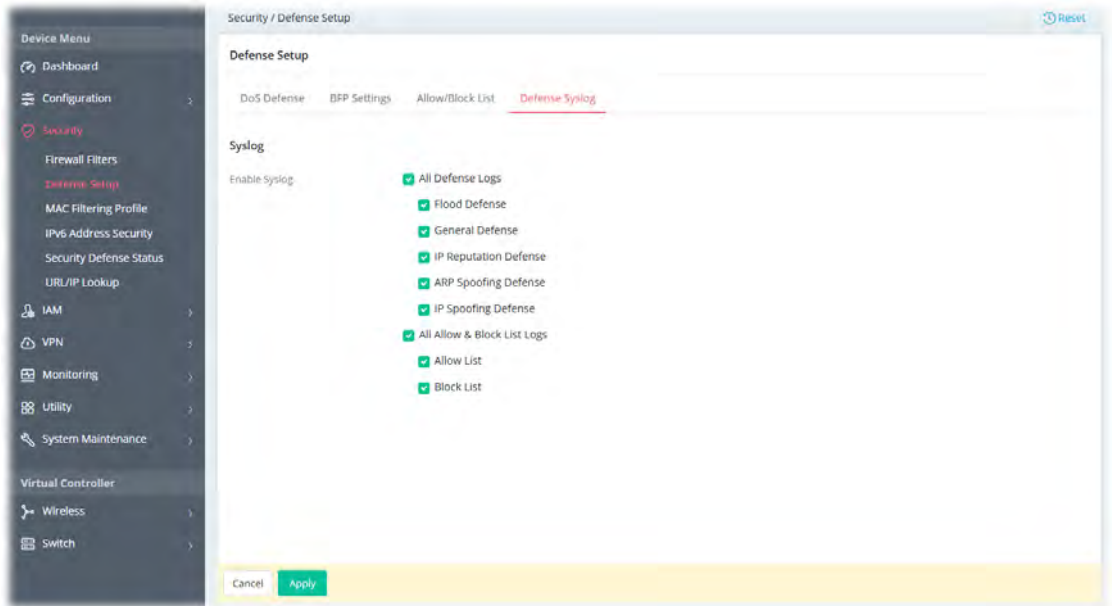 Security / Defense Setup
Reset
Device Menu
Dashboard
Configuration
Security
Firewall Filters
Defense Setup
MAC Filtering Profile
IPv6 Address Security
Security Defense Status
URL/IP Lookup
IAM
VPN
Monitoring
Utility
System Maintenance
Virtual Controller
Wireless
Switch
Defense Setup
DoS Defense BFP Settings Allow/Block List Defense Syslog
Syslog
Enable Syslog
All Defense Logs
Flood Defense
General Defense
IP Reputation Defense
ARP Spoofing Defense
IP Spoofing Defense
All Allow & Block List Logs
Allow List
Block List
Cancel Apply